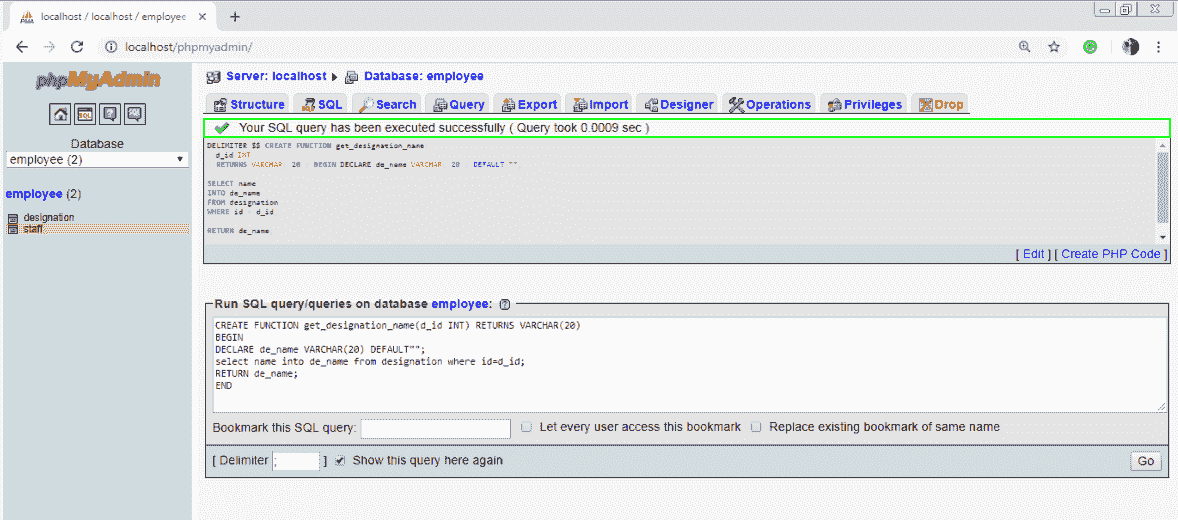 localhost / localhost / employee
localhost/phpmyadmin/
phpMyAdmin
SQL
Database
employee (2)
employee (2)
designation
staff
Server: localhost Database: employee
Structure SQL Search Query Export Import Designer Operations Privileges Drop
Your SQL query has been executed successfully ( Query took 0.0009 sec )
DELIMITER $$ CREATE FUNCTION get_designation_name
d_id INT
RETURNS VARCHAR 20 BEGIN DECLARE de_name VARCHAR 20 DEFAULT ""
SELECT name
INTO de_name
FROM designation
WHERE id = d_id
RETURN de_name
[ Edit ] [ Create PHP Code ]
Run SQL query/queries on database employee:
CREATE FUNCTION get_designation_name(d_id INT) RETURNS VARCHAR(20)
BEGIN
DECLARE de_name VARCHAR(20) DEFAULT"";
select name into de_name from designation where id=d_id;
RETURN de_name;
END
Bookmark this SQL query: Let every user access this bookmark Replace existing bookmark of same name
[ Delimiter ; ] Show this query here again Go